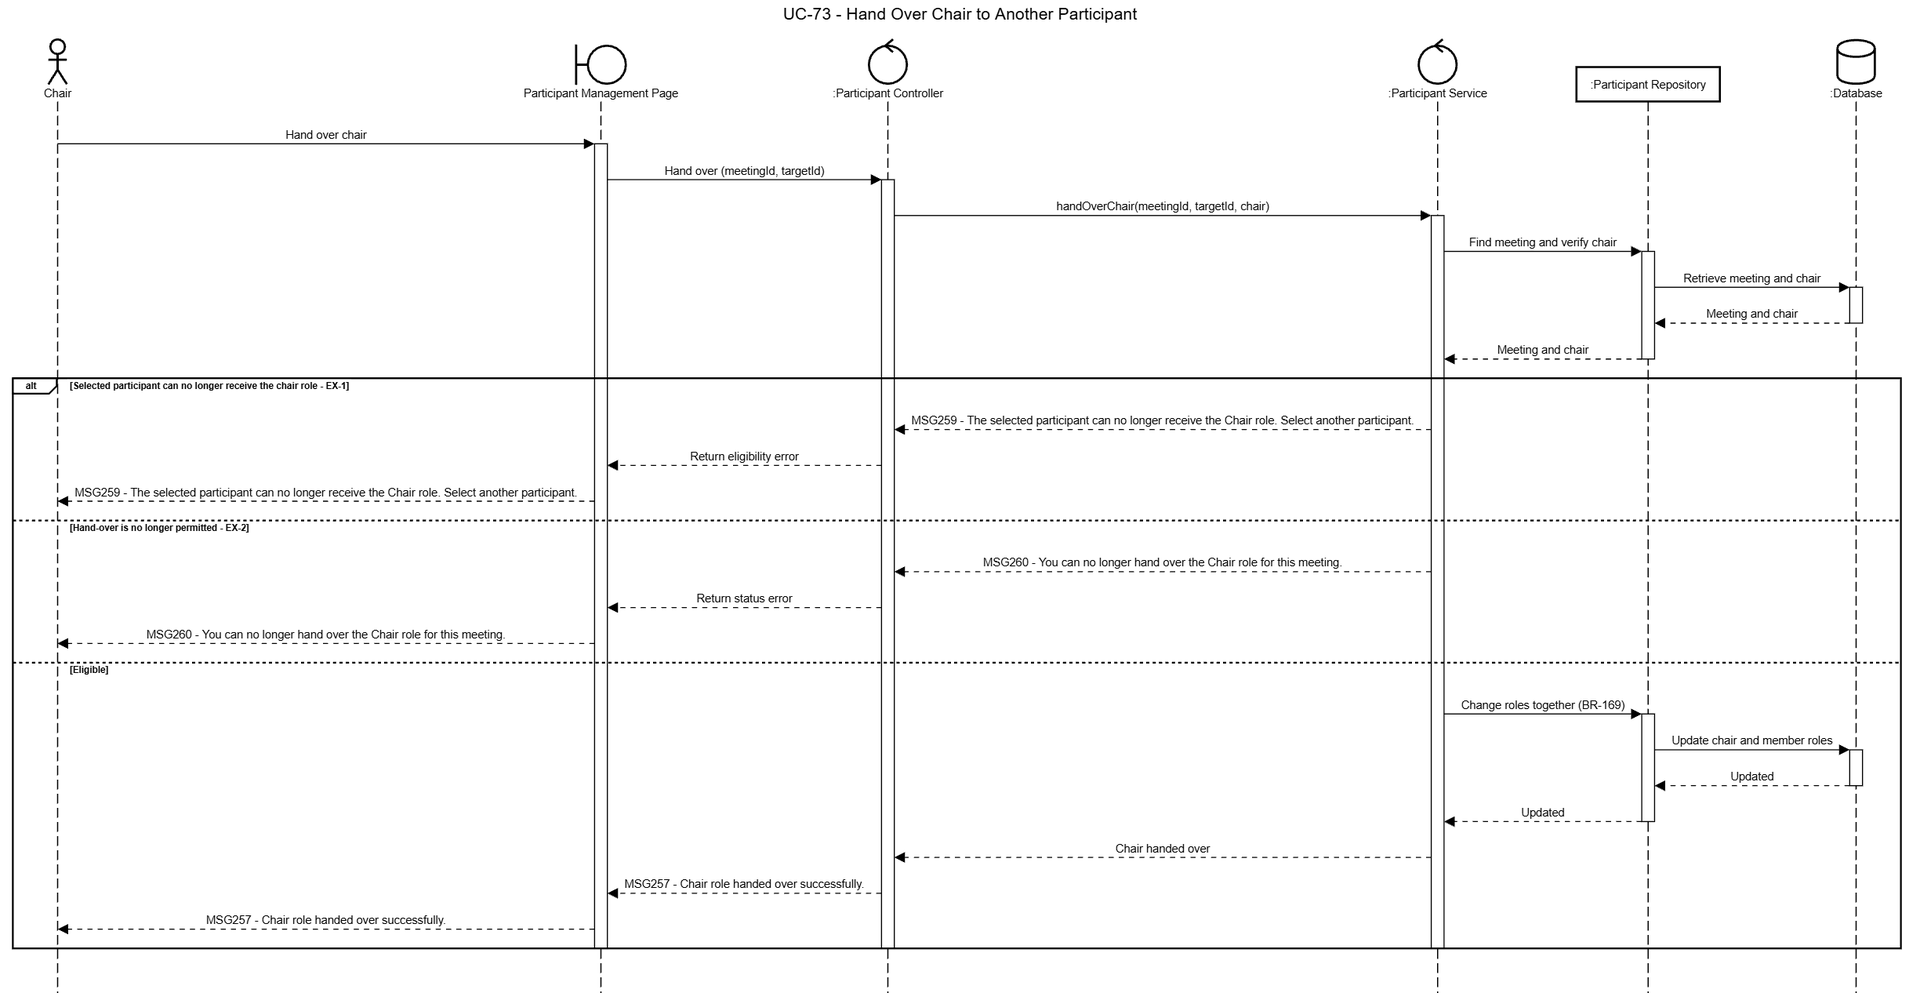 UC-73 - Hand Over Chair to Another Participant
Chair
Participant Management Page
:Participant Controller
:Participant Service
:Participant Repository
:Database
Hand over chair
Hand over (meetingId, targetId)
handOverChair(meetingId, targetId, chair)
Find meeting and verify chair
Retrieve meeting and chair
Meeting and chair
Meeting and chair
alt
[Selected participant can no longer receive the chair role - EX-1]
MSG259 - The selected participant can no longer receive the Chair role. Select another participant.
Return eligibility error
MSG259 - The selected participant can no longer receive the Chair role. Select another participant.
[Hand-over is no longer permitted - EX-2]
MSG260 - You can no longer hand over the Chair role for this meeting.
Return status error
MSG260 - You can no longer hand over the Chair role for this meeting.
[Eligible]
Change roles together (BR-169)
Update chair and member roles
Updated
Updated
Chair handed over
MSG257 - Chair role handed over successfully.
MSG257 - Chair role handed over successfully.